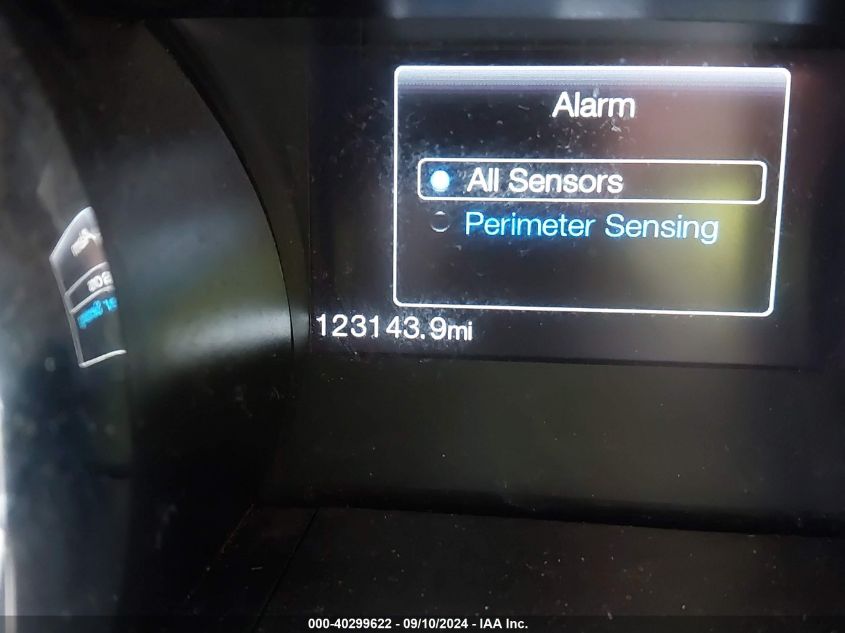 Alarm
All Sensors
Perimeter Sensing
123143.9mi
000-40299622 - 09/10/2024 - IAA Inc.